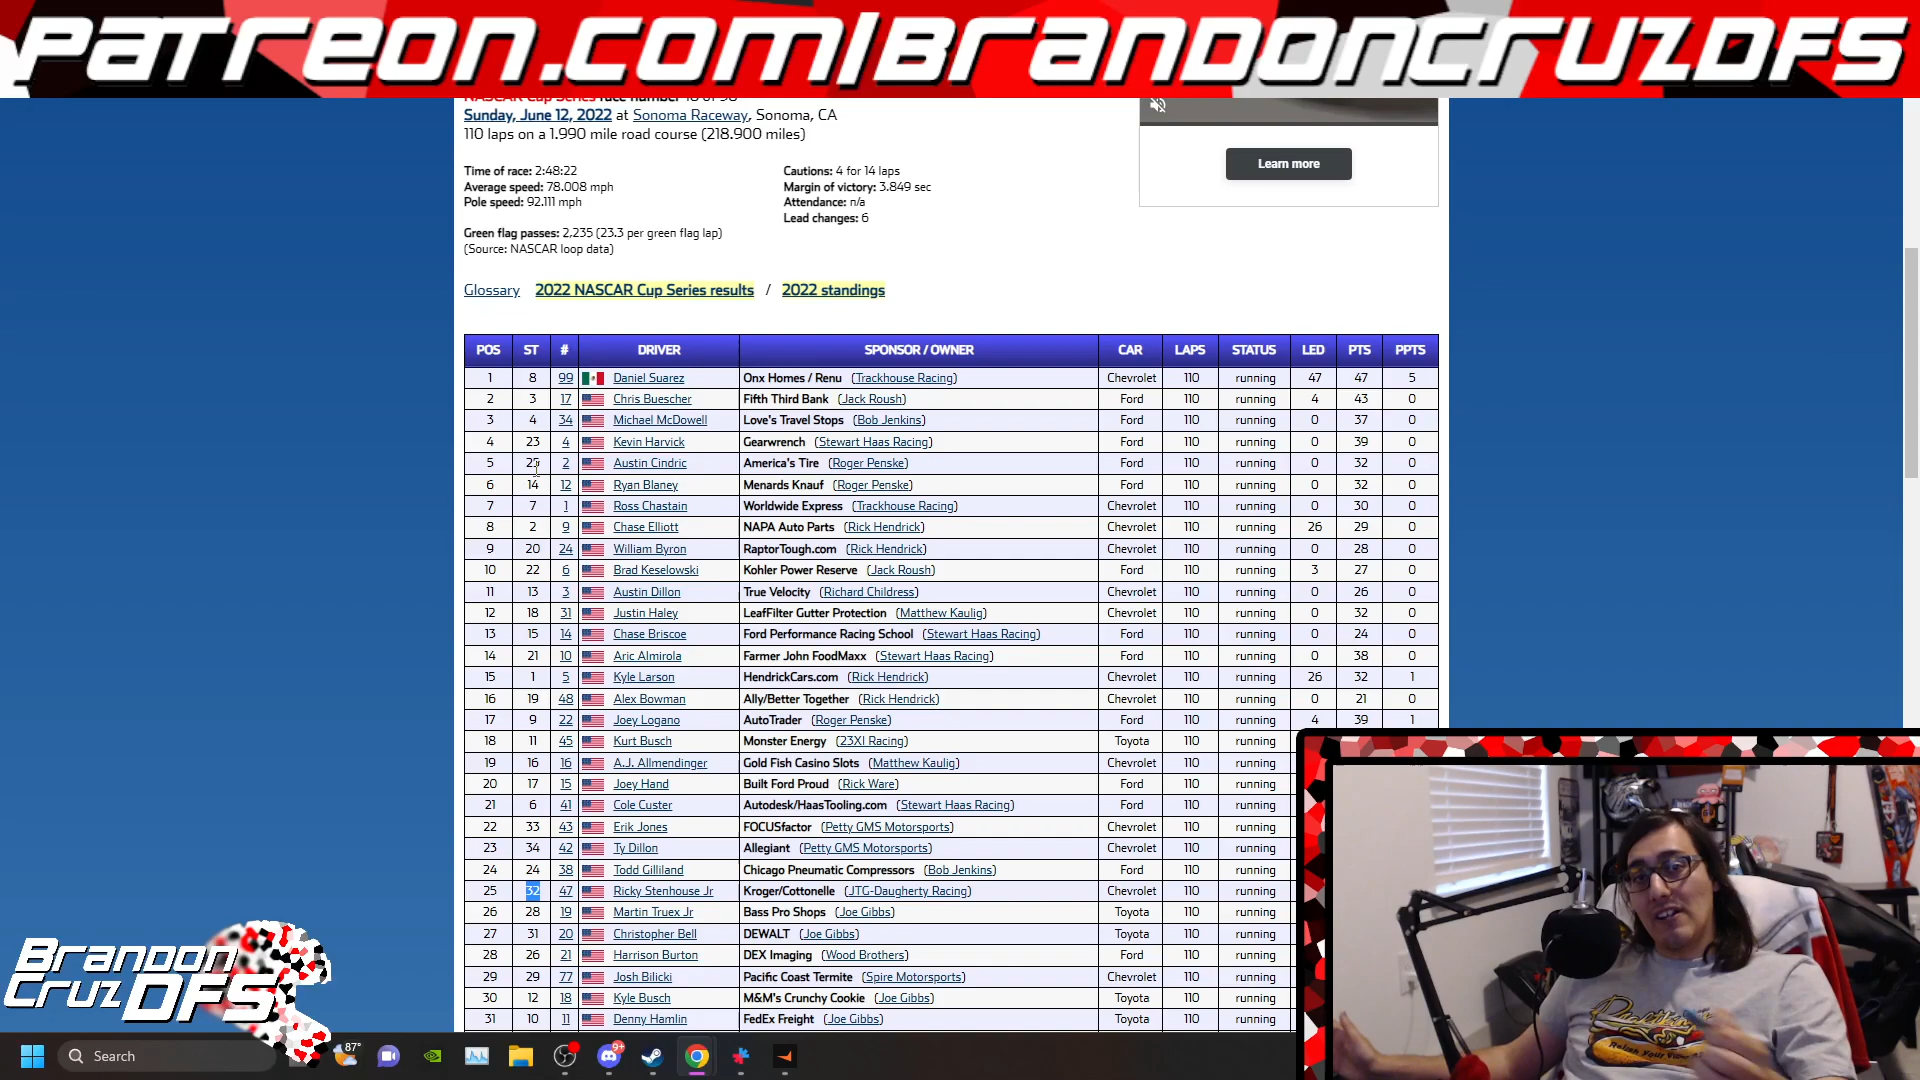 Patreon.com/BrandonCruzDFS
Sunday, June 12, 2022 at Sonoma Raceway, Sonoma, CA
110 laps on a 1.990 mile road course (218.900 miles)
Time of race: 2:48:22
Average speed: 78.008 mph
Pole speed: 92.111 mph
Cautions: 4 for 14 laps
Margin of victory: 3.849 sec
Attendance: n/a
Lead changes: 6
Green flag passes: 2,235 (23.3 per green flag lap)
(Source: NASCAR loop data)
Learn more
Glossary 2022 NASCAR Cup Series results / 2022 standings
POS ST # DRIVER SPONSOR / OWNER CAR LAPS STATUS LED PTS PPTS
1 8 99 Daniel Suarez Onx Homes / Renu (Trackhouse Racing) Chevrolet 110 running 47 47 5
2 3 17 Chris Buescher Fifth Third Bank (Jack Roush) Ford 110 running 4 43 0
3 4 34 Michael McDowell Love's Travel Stops (Bob Jenkins) Ford 110 running 0 37 0
4 23 4 Kevin Harvick Gearwrench (Stewart Haas Racing) Ford 110 running 0 39 0
5 25 2 Austin Cindric America's Tire (Roger Penske) Ford 110 running 0 32 0
6 14 12 Ryan Blaney Menards Knauf (Roger Penske) Ford 110 running 0 32 0
7 7 1 Ross Chastain Worldwide Express (Trackhouse Racing) Chevrolet 110 running 0 30 0
8 2 9 Chase Elliott NAPA Auto Parts (Rick Hendrick) Chevrolet 110 running 26 29 0
9 20 24 William Byron RaptorTough.com (Rick Hendrick) Chevrolet 110 running 0 28 0
10 22 6 Brad Keselowski Kohler Power Reserve (Jack Roush) Ford 110 running 3 27 0
11 13 3 Austin Dillon True Velocity (Richard Childress) Chevrolet 110 running 0 26 0
12 18 31 Justin Haley LeafFilter Gutter Protection (Matthew Kaulig) Chevrolet 110 running 0 32 0
13 15 14 Chase Briscoe Ford Performance Racing School (Stewart Haas Racing) Ford 110 running 0 24 0
14 21 10 Aric Almirola Farmer John FoodMaxx (Stewart Haas Racing) Ford 110 running 0 38 0
15 1 5 Kyle Larson HendrickCars.com (Rick Hendrick) Chevrolet 110 running 26 32 1
16 19 48 Alex Bowman Ally/Better Together (Rick Hendrick) Chevrolet 110 running 0 21 0
17 9 22 Joey Logano AutoTrader (Roger Penske) Ford 110 running 4 39 1
18 11 45 Kurt Busch Monster Energy (23XI Racing) Toyota 110 running
19 16 16 A.J. Allmendinger Gold Fish Casino Slots (Matthew Kaulig) Chevrolet 110 running
20 17 15 Joey Hand Built Ford Proud (Rick Ware) Ford 110 running
21 6 41 Cole Custer Autodesk/HaasTooling.com (Stewart Haas Racing) Ford 110 running
22 33 43 Erik Jones FOCUSfactor (Petty GMS Motorsports) Chevrolet 110 running
23 34 42 Ty Dillon Allegiant (Petty GMS Motorsports) Chevrolet 110 running
24 24 38 Todd Gilliland Chicago Pneumatic Compressors (Bob Jenkins) Ford 110 running
25 32 47 Ricky Stenhouse Jr Kroger/Cottonelle (JTG-Daugherty Racing) Chevrolet 110 running
26 28 19 Martin Truex Jr Bass Pro Shops (Joe Gibbs) Toyota 110 running
27 31 20 Christopher Bell DEWALT (Joe Gibbs) Toyota 110 running
28 26 21 Harrison Burton DEX Imaging (Wood Brothers) Ford 110 running
29 29 77 Josh Bilicki Pacific Coast Termite (Spire Motorsports) Chevrolet 110 running
30 12 18 Kyle Busch M&M's Crunchy Cookie (Joe Gibbs) Toyota 110 running
31 10 11 Denny Hamlin FedEx Freight (Joe Gibbs) Toyota 110 running
Brandon
Cruz DFS
Search
87°
9+